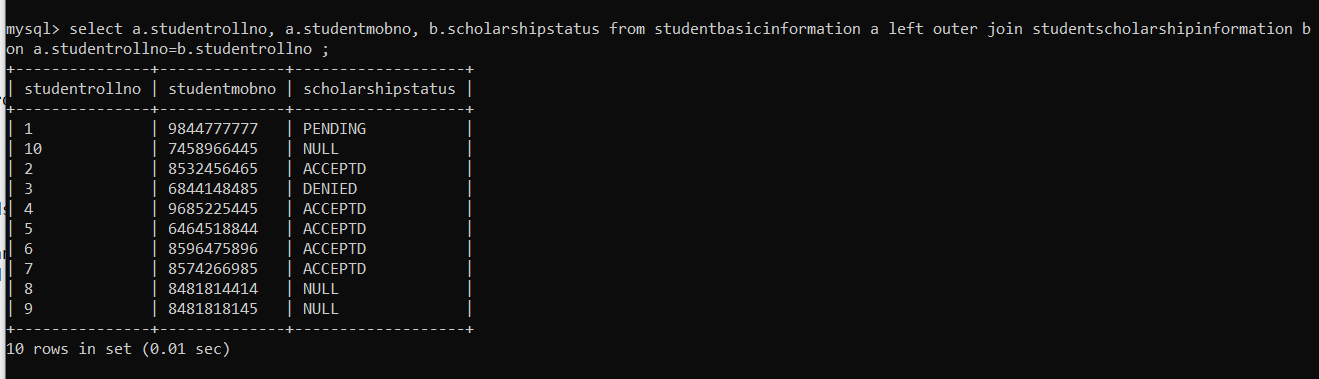 mysql> select a.studentrollno, a.studentmobno, b.scholarshipstatus from studentbasicinformation a left outer join studentscholarshipinformation b
on a.studentrollno=b.studentrollno ;
+---------------+--------------+-------------------+
| studentrollno | studentmobno | scholarshipstatus |
+---------------+--------------+-------------------+
| 1 | 9844777777 | PENDING |
| 10 | 7458966445 | NULL |
| 2 | 8532456465 | ACCEPTD |
| 3 | 6844148485 | DENIED |
| 4 | 9685225445 | ACCEPTD |
| 5 | 6464518844 | ACCEPTD |
| 6 | 8596475896 | ACCEPTD |
| 7 | 8574266985 | ACCEPTD |
| 8 | 8481814414 | NULL |
| 9 | 8481818145 | NULL |
+---------------+--------------+-------------------+
10 rows in set (0.01 sec)